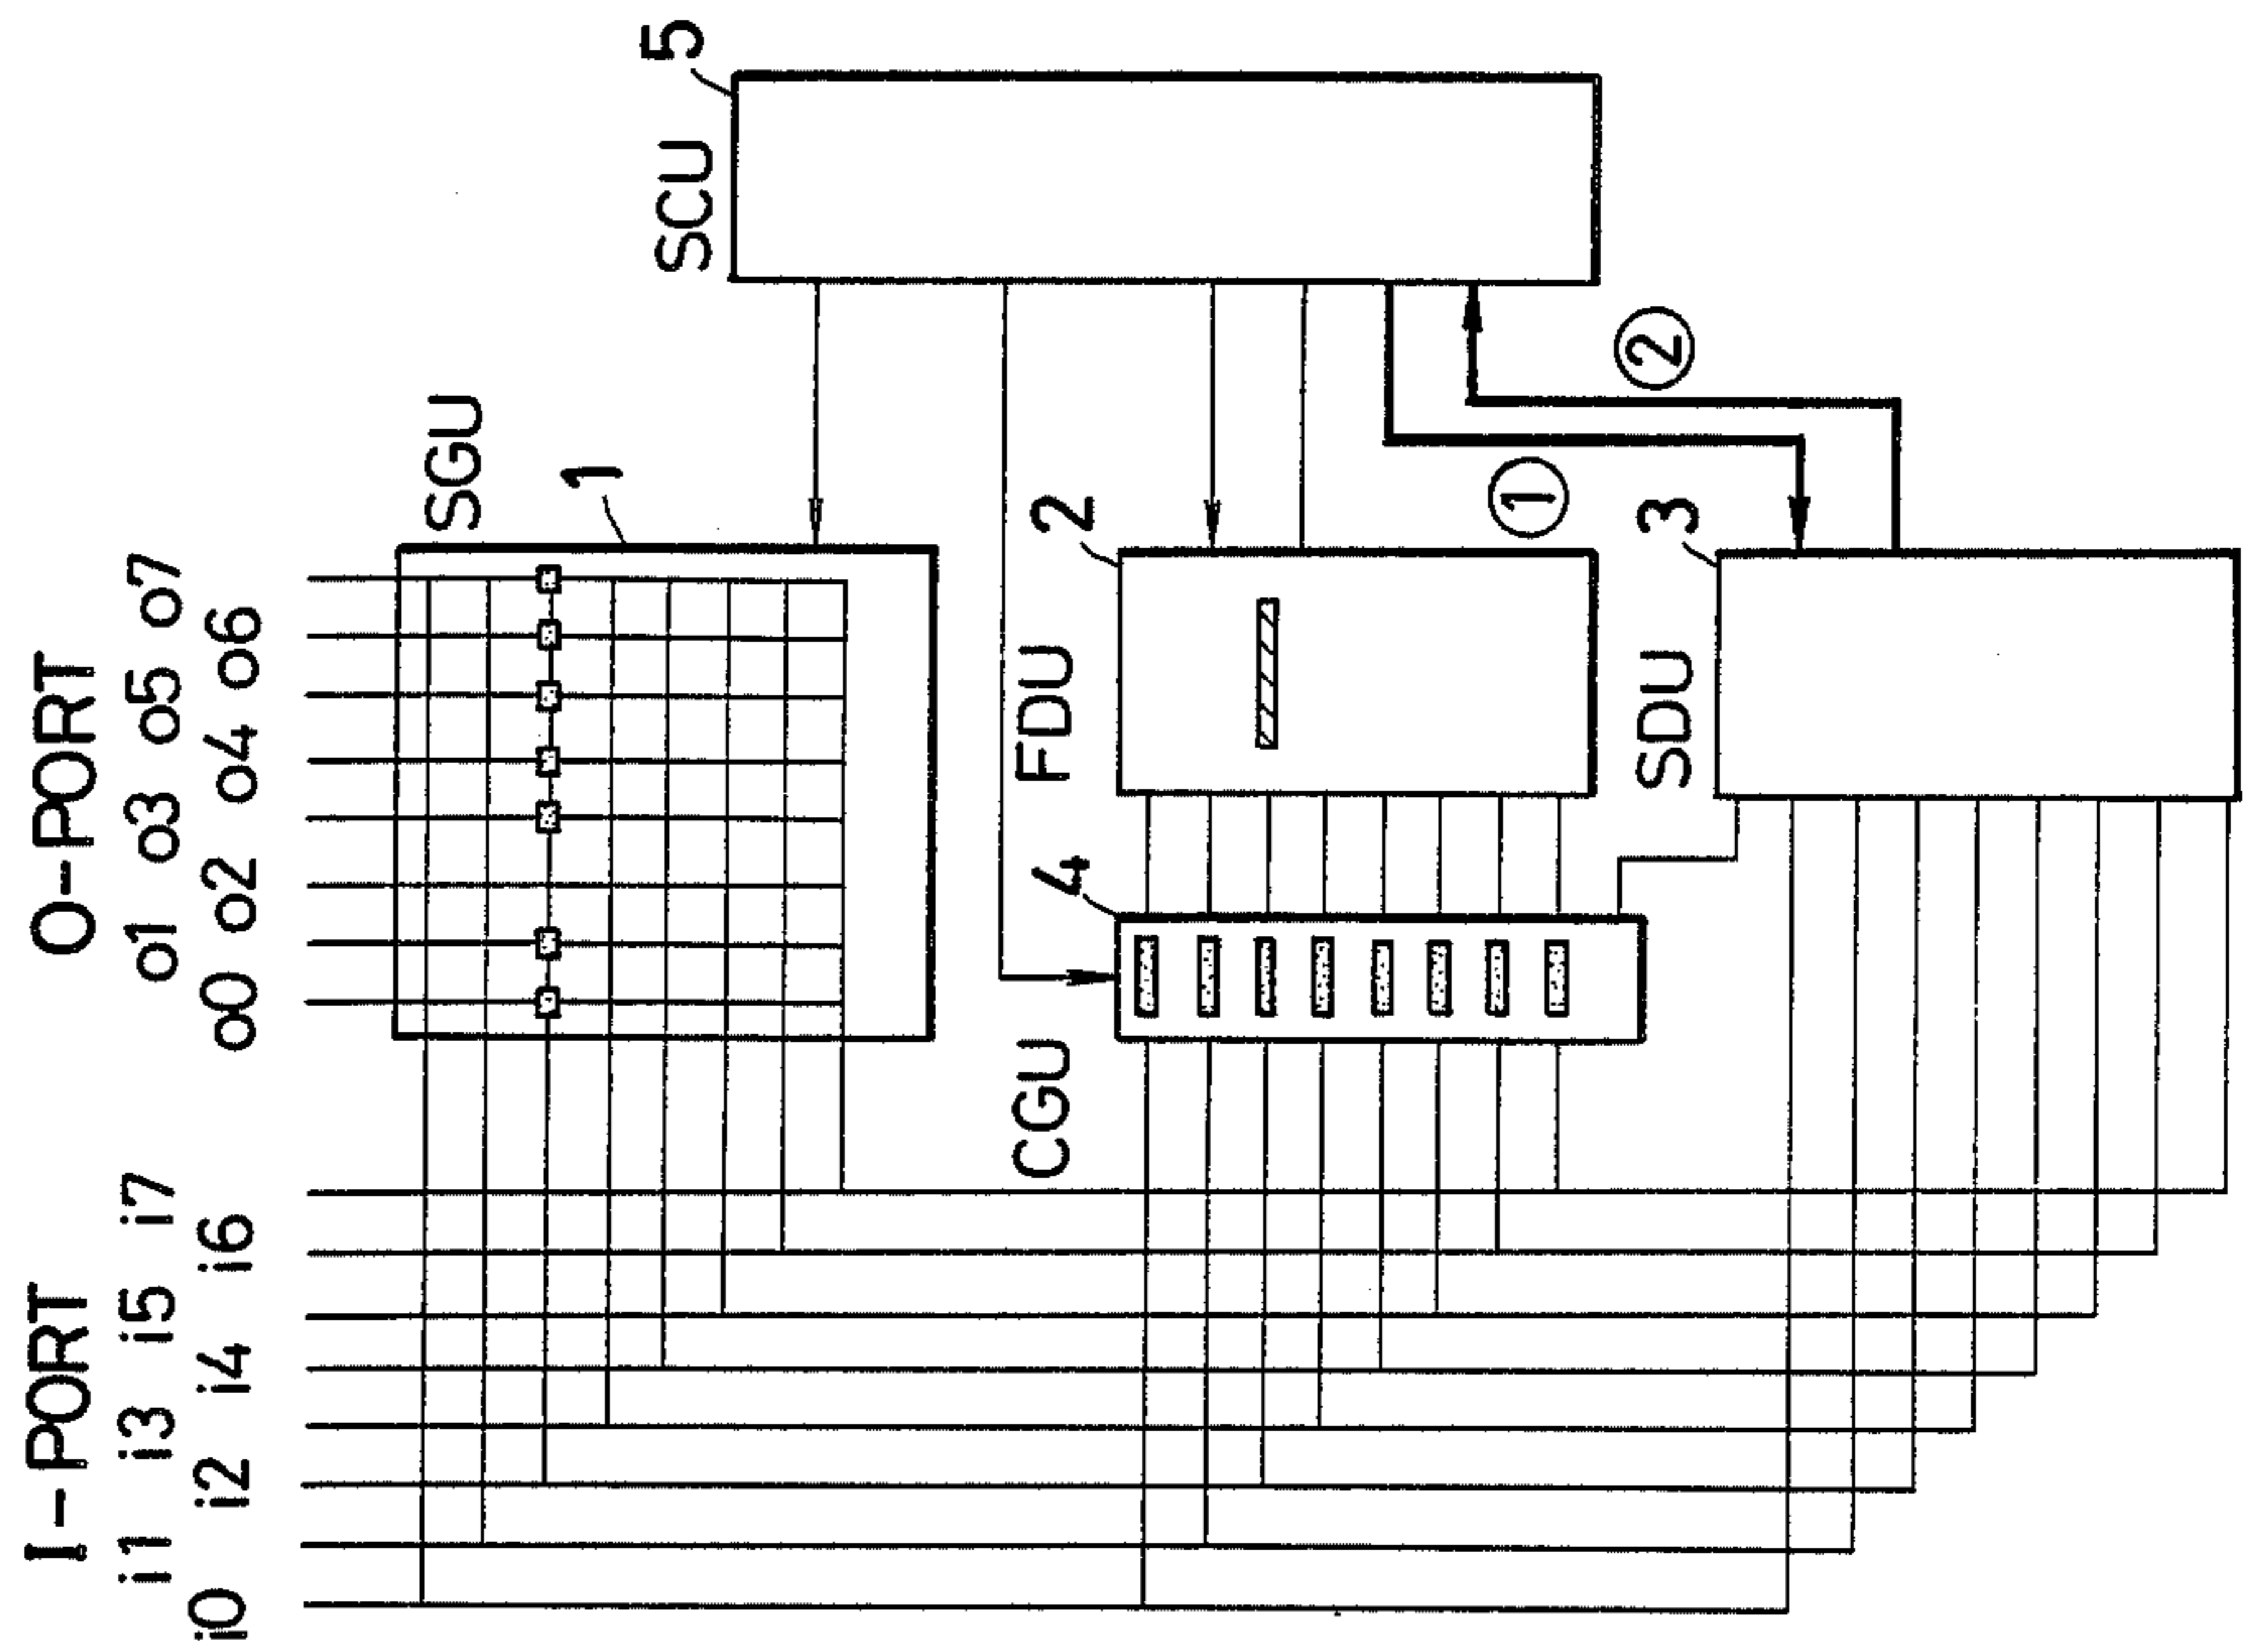 I-PORT
i1 i3 i5 i7
i0 i2 i4 i6
O-PORT
o1 o3 o5 o7
o0 o2 o4 o6
SGU
1
SCU
5
CGU
4
FDU
2
①
②
SDU
3